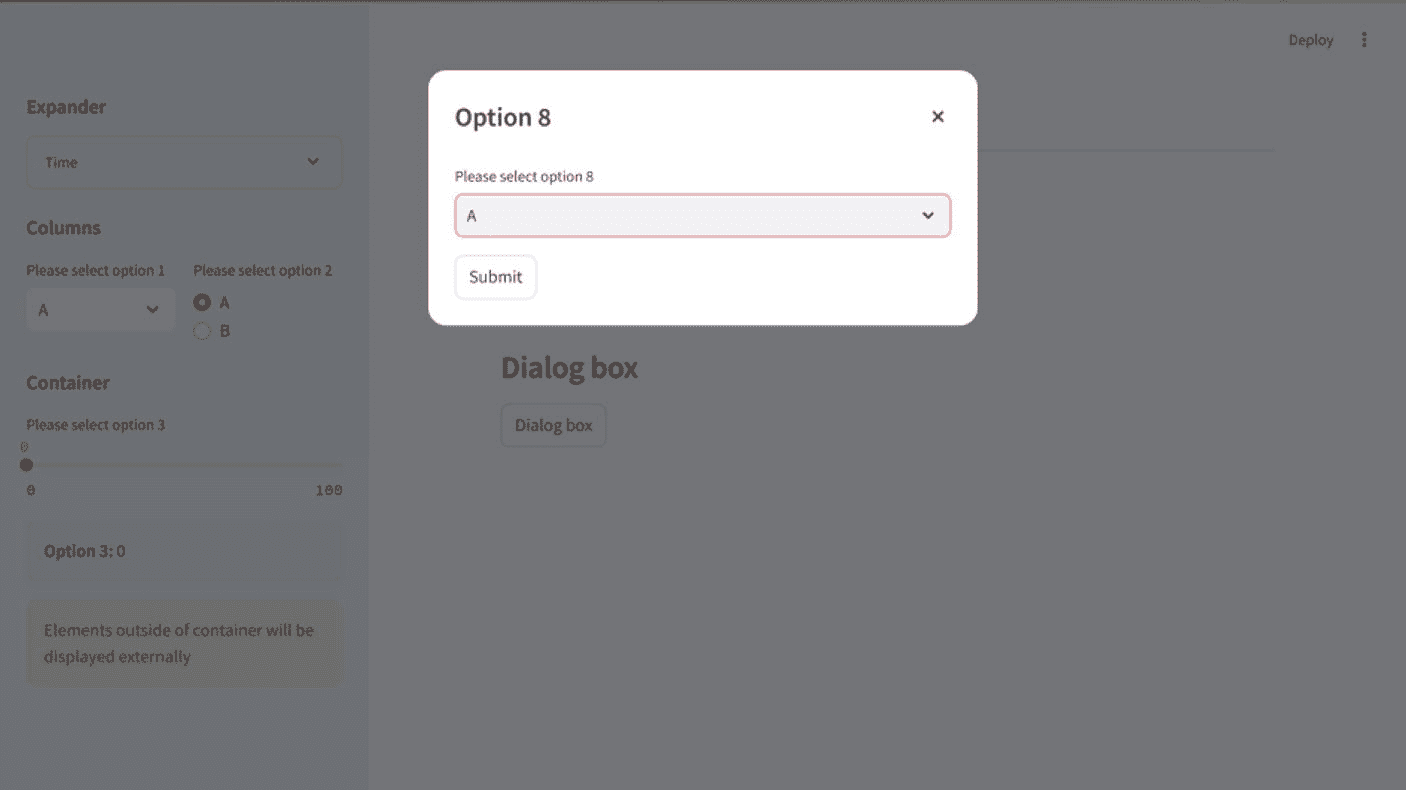 Deploy
Expander
Time
Columns
Please select option 1
A
Please select option 2
A
B
Container
Please select option 3
0
0
100
Option 3: 0
Elements outside of container will be
displayed externally
Option 8
Please select option 8
A
Submit
Dialog box
Dialog box